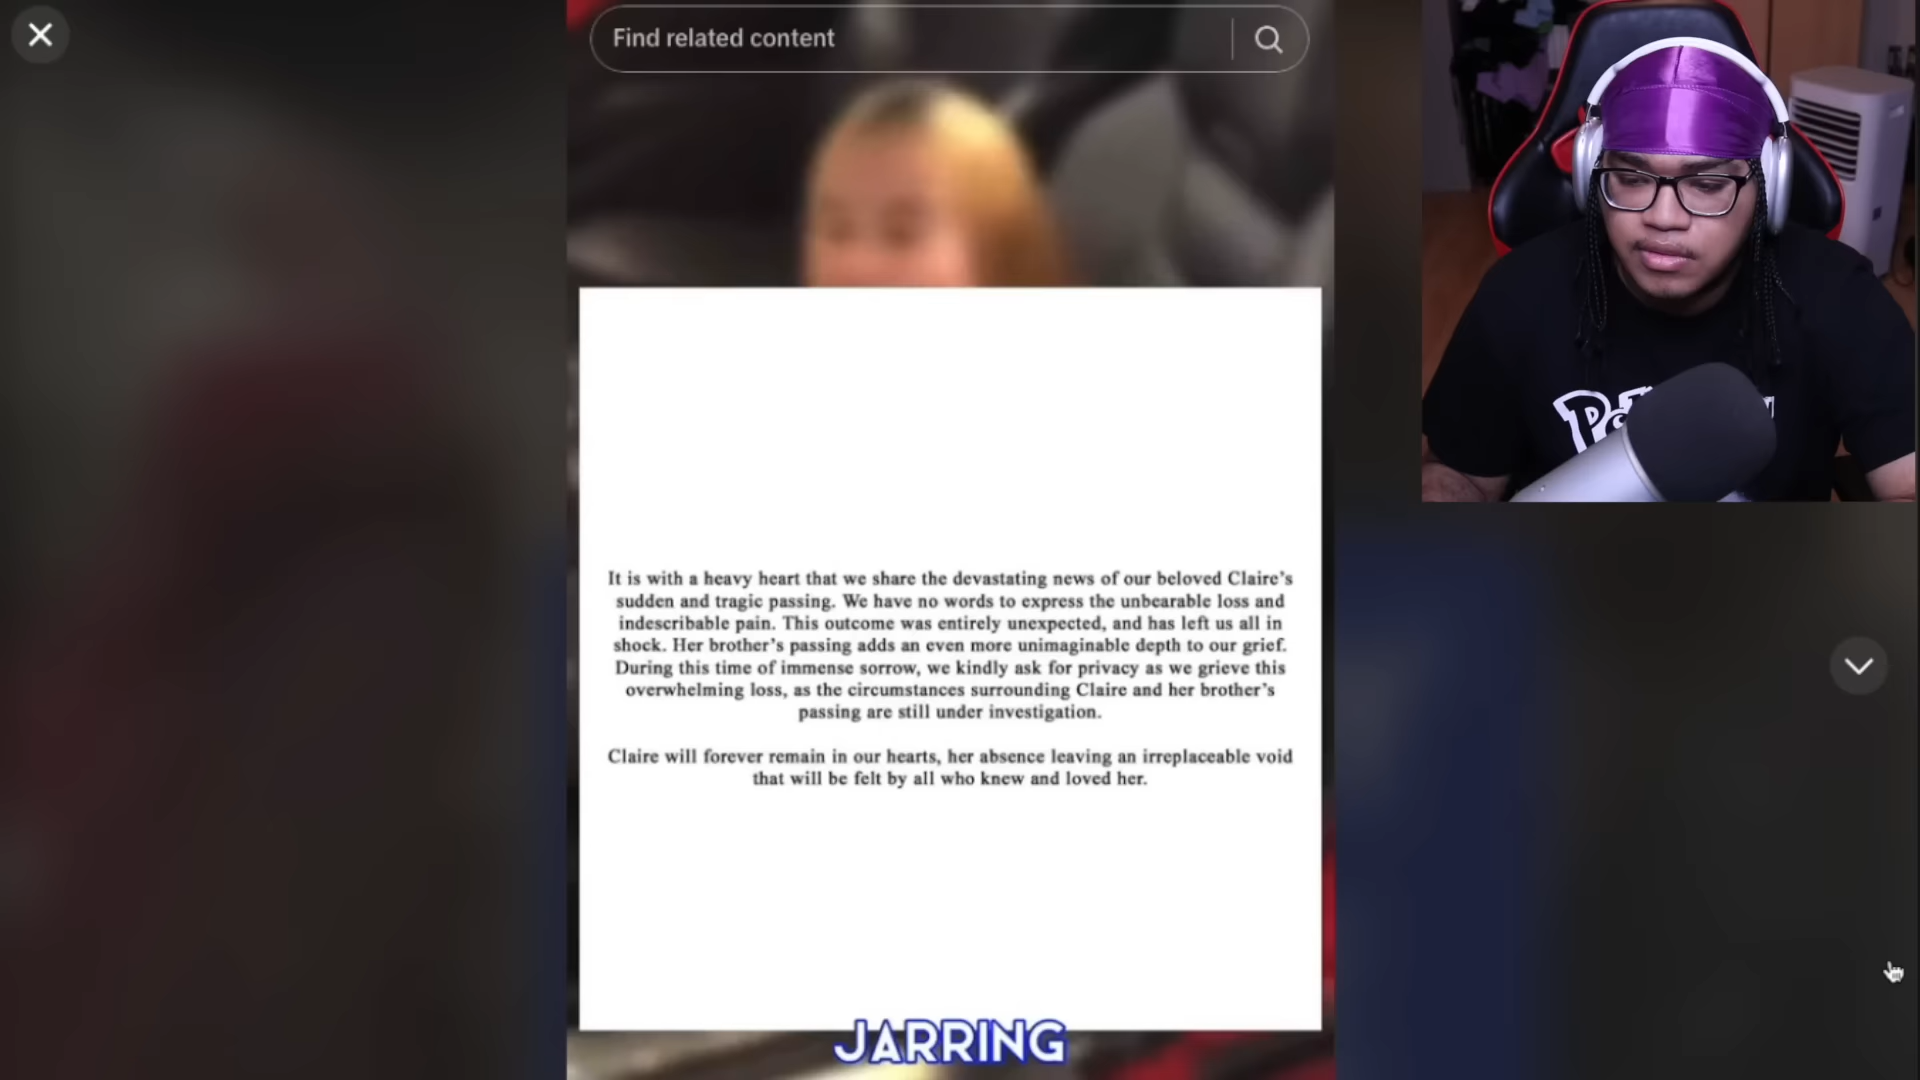 Find related content
It is with a heavy heart that we share the devastating news of our beloved Claire's
sudden and tragic passing. We have no words to express the unbearable loss and
indescribable pain. This outcome was entirely unexpected, and has left us all in
shock. Her brother's passing adds an even more unimaginable depth to our grief.
During this time of immense sorrow, we kindly ask for privacy as we grieve this
overwhelming loss, as the circumstances surrounding Claire and her brother's
passing are still under investigation.
Claire will forever remain in our hearts, her absence leaving an irreplaceable void
that will be felt by all who knew and loved her.
JARRING